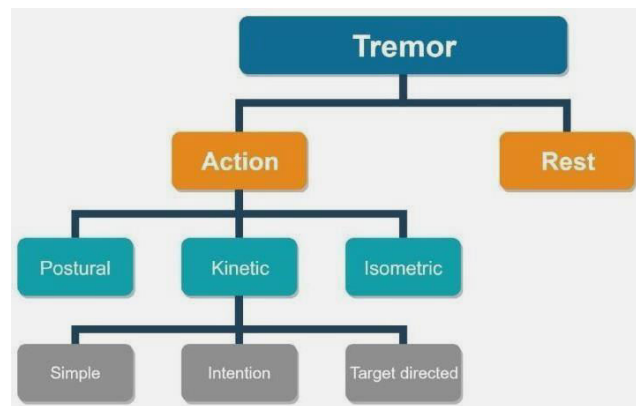 Tremor
Action
Rest
Postural
Kinetic
Isometric
Simple
Intention
Target directed